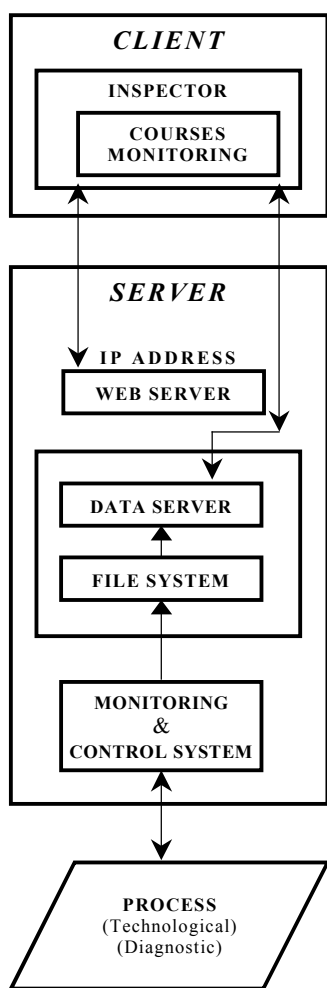 CLIENT
INSPECTOR
COURSES
MONITORING
SERVER
IP ADDRESS
WEB SERVER
DATA SERVER
FILE SYSTEM
MONITORING
&
CONTROL SYSTEM
PROCESS
(Technological)
(Diagnostic)